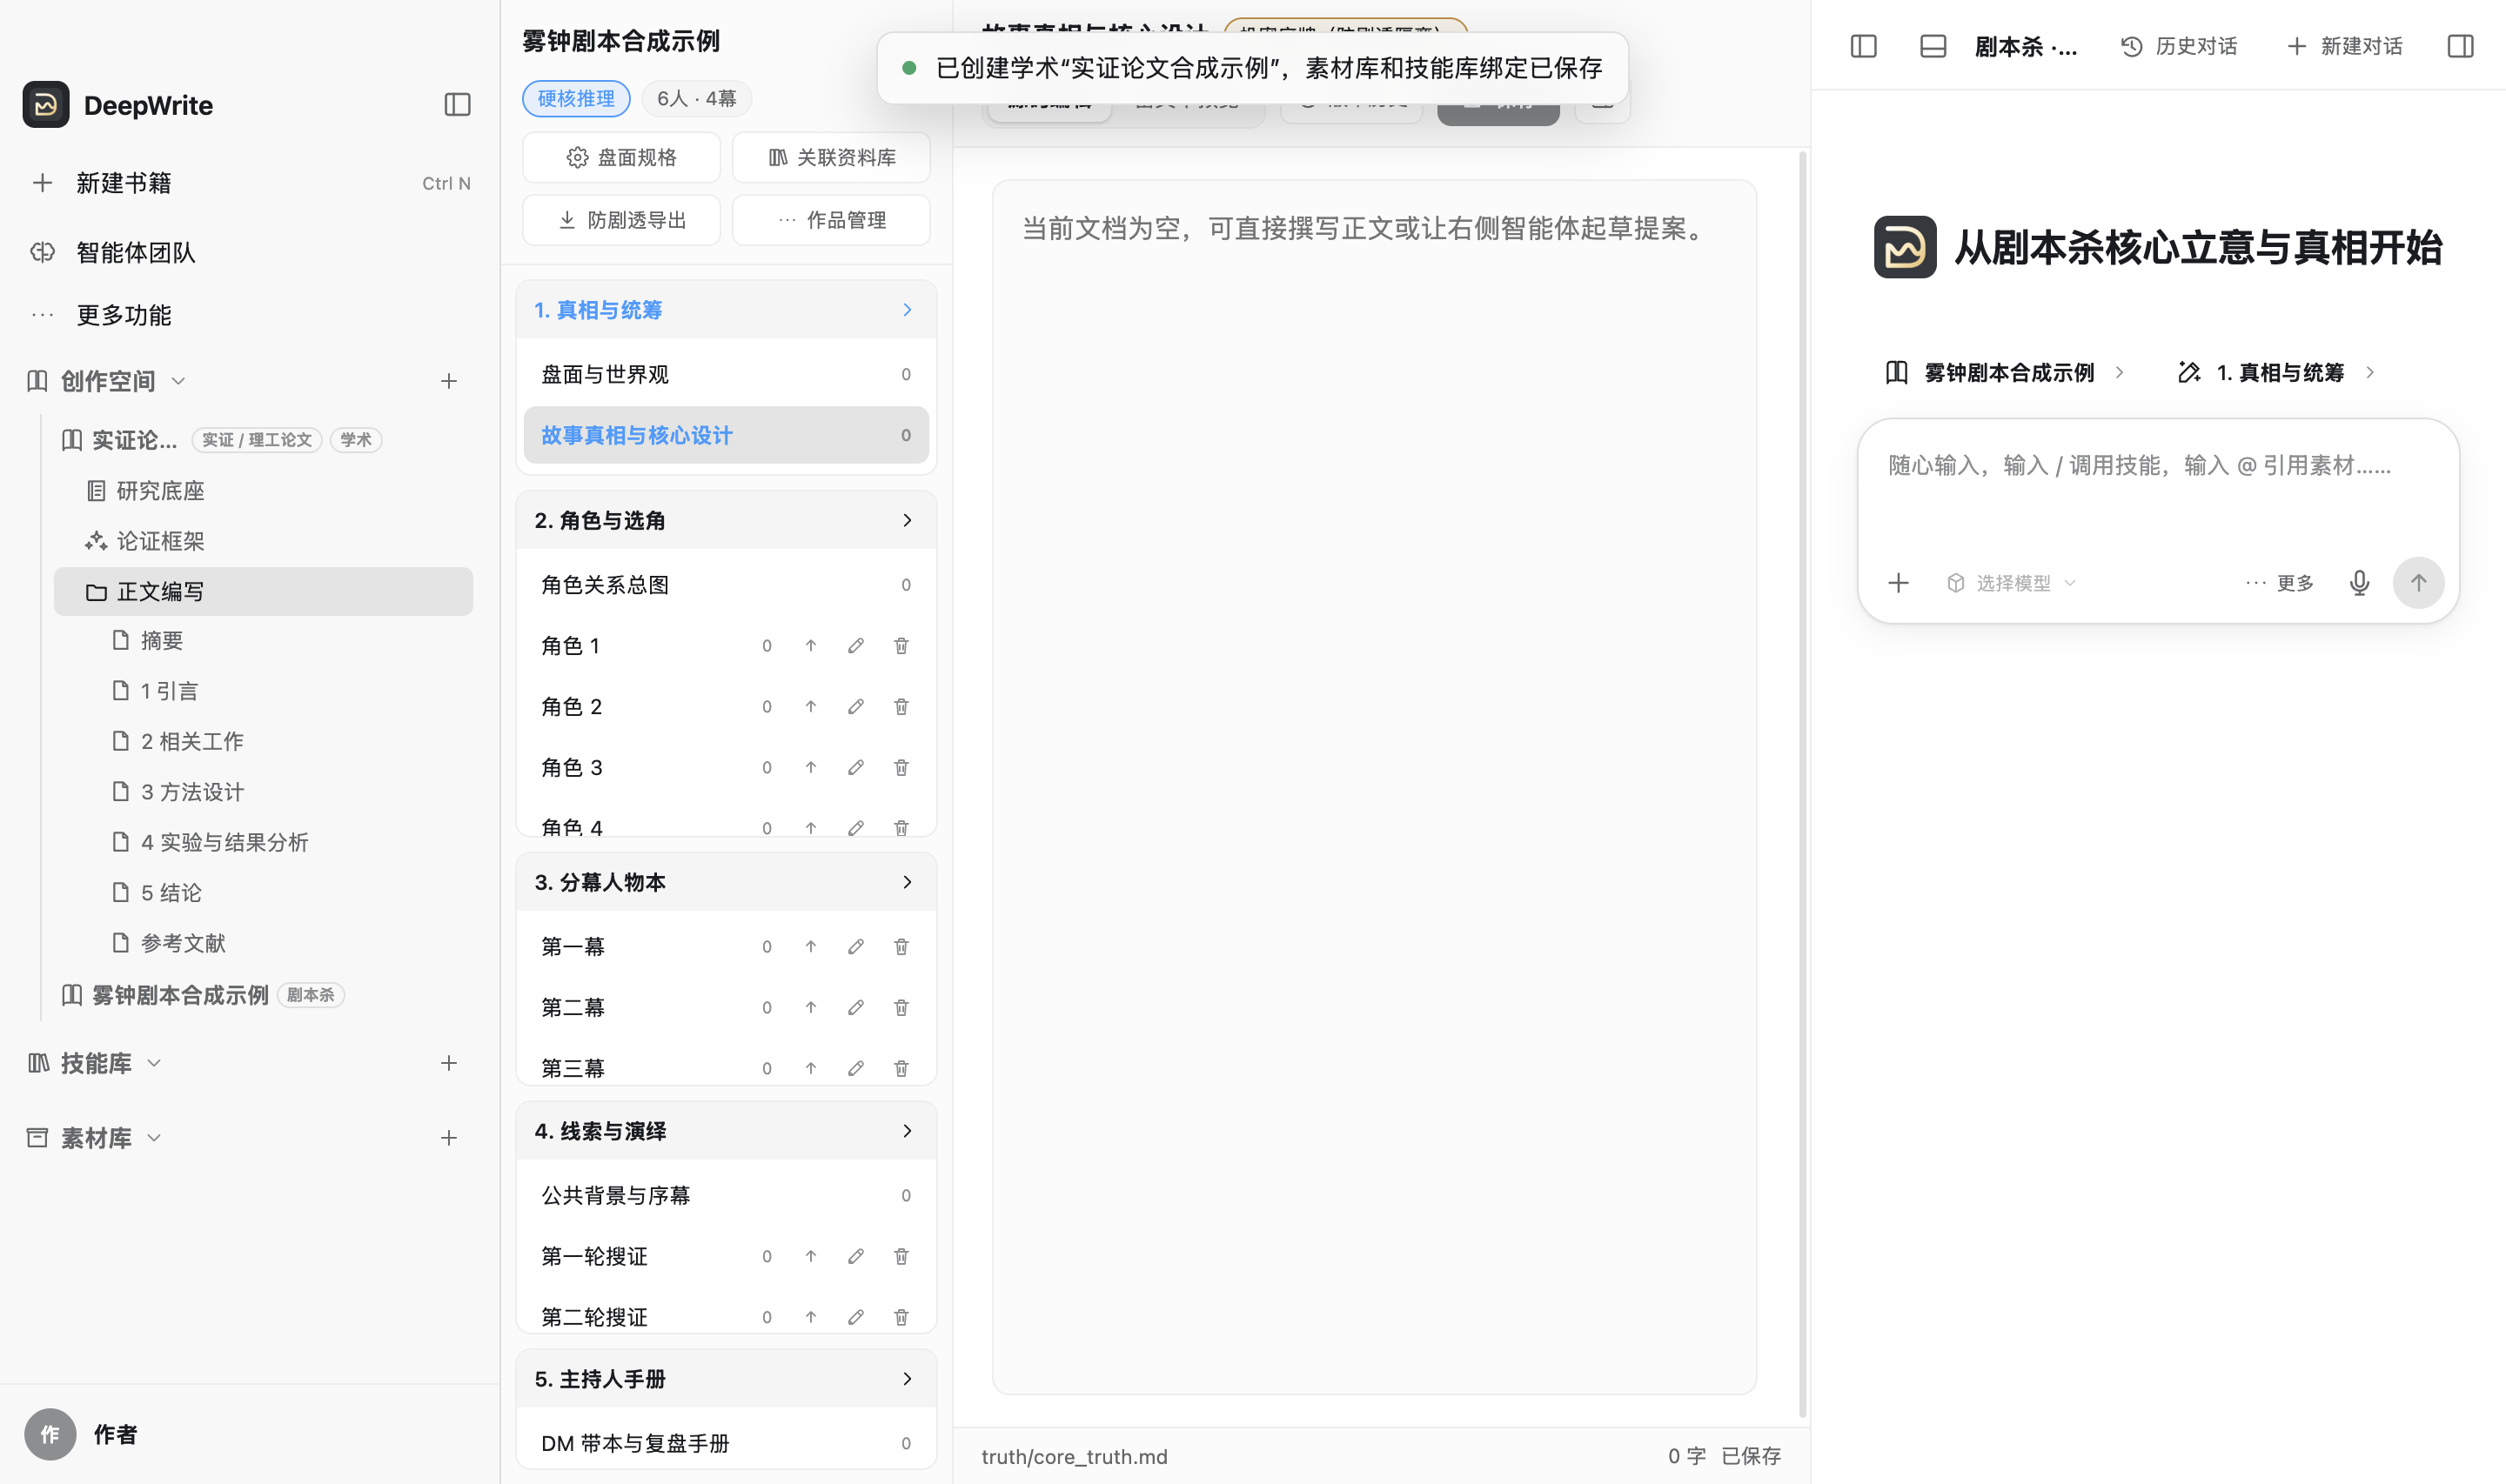 DeepWrite
新建书籍 Ctrl N
智能体团队
更多功能
创作空间
实证论... 实证 / 理工论文 学术
研究底座
论证框架
正文编写
摘要
1 引言
2 相关工作
3 方法设计
4 实验与结果分析
5 结论
参考文献
雾钟剧本合成示例 剧本杀
技能库
素材库
作 作者
雾钟剧本合成示例
硬核推理 6人 · 4幕
盘面规格 关联资料库
防剧透导出 作品管理
1. 真相与统筹
盘面与世界观 0
故事真相与核心设计 0
2. 角色与选角
角色关系总图 0
角色 1 0
角色 2 0
角色 3 0
角色 4 0
3. 分幕人物本
第一幕 0
第二幕 0
第三幕 0
4. 线索与演绎
公共背景与序幕 0
第一轮搜证 0
第二轮搜证 0
5. 主持人手册
DM 带本与复盘手册 0
已创建学术“实证论文合成示例”，素材库和技能库绑定已保存
当前文档为空，可直接撰写正文或让右侧智能体起草提案。
truth/core_truth.md 0 字 已保存
剧本杀 ·... 历史对话 新建对话
从剧本杀核心立意与真相开始
雾钟剧本合成示例 1. 真相与统筹
随心输入，输入 / 调用技能，输入 @ 引用素材......
选择模型 更多